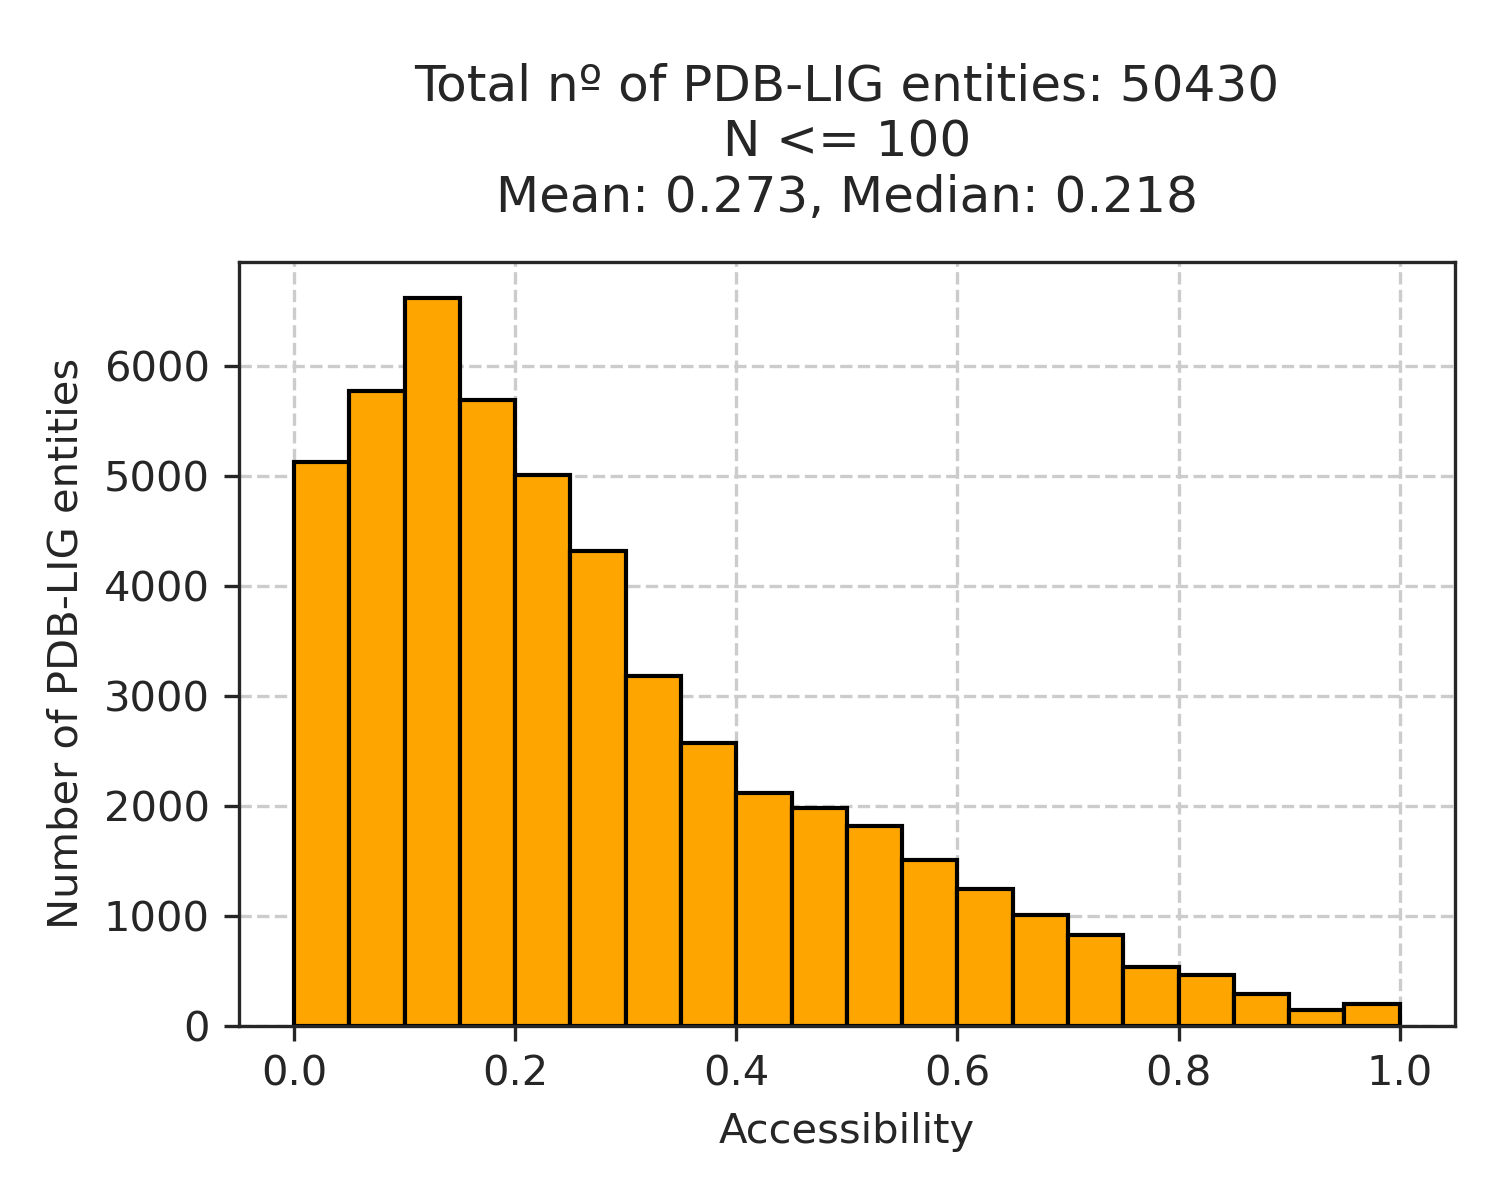 Total nº of PDB-LIG entities: 50430
N <= 100
Mean: 0.273, Median: 0.218
Number of PDB-LIG entities
6000
5000
4000
3000
2000
1000
0
0.0 0.2 0.4 0.6 0.8 1.0
Accessibility